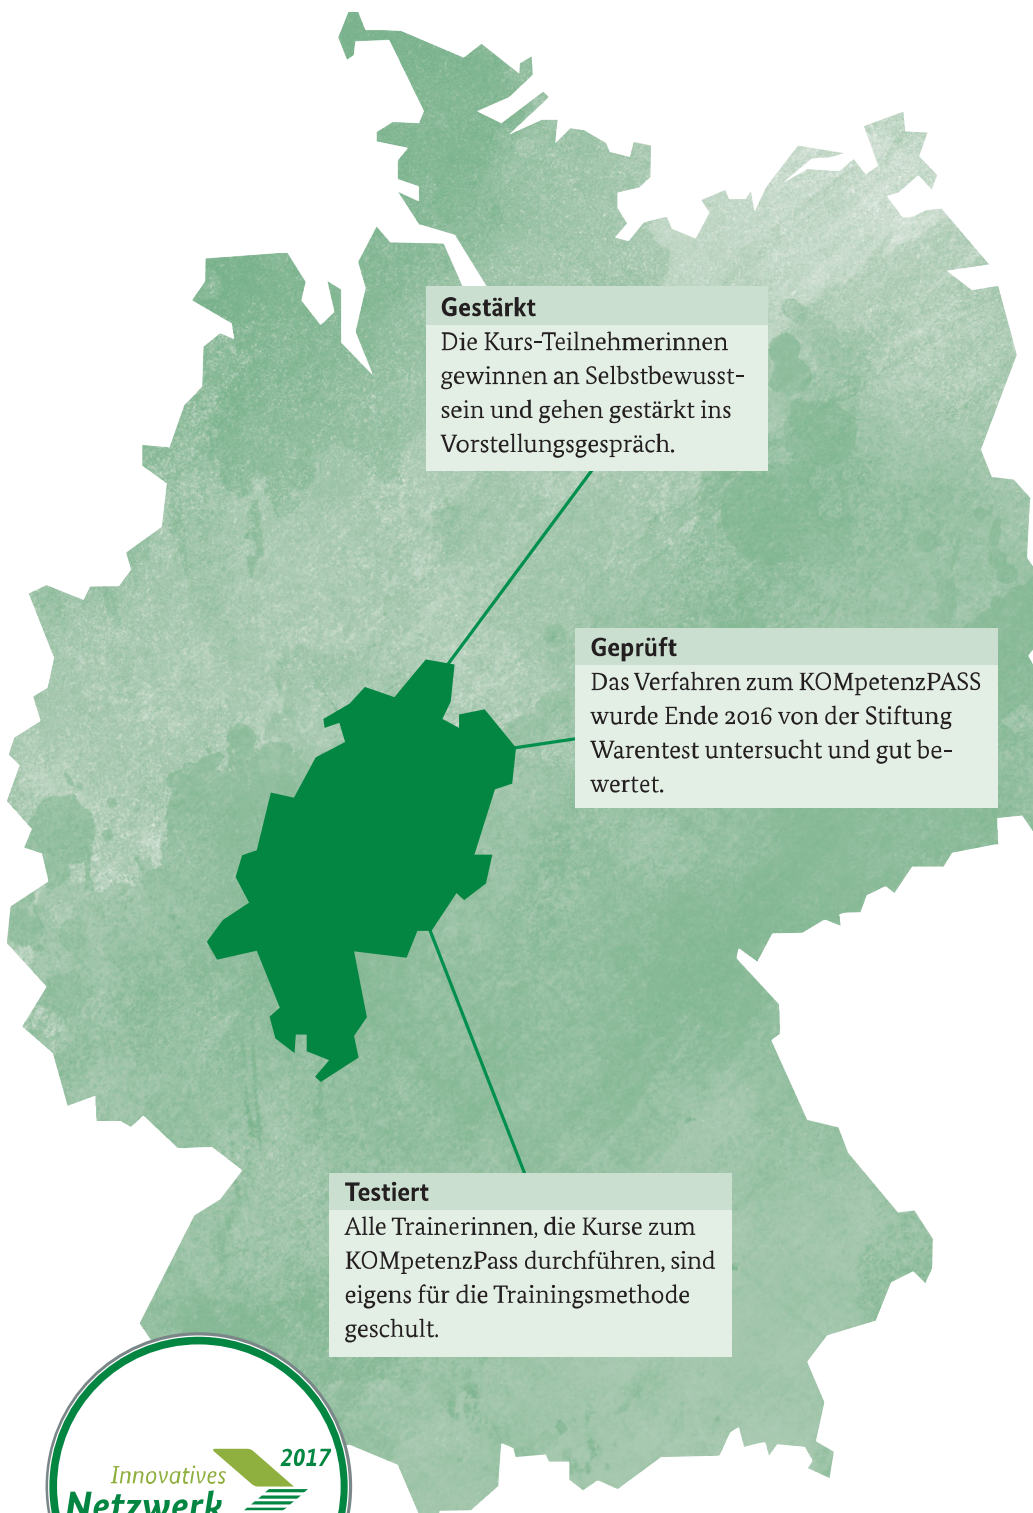 Gestärkt
Die Kurs-Teilnehmerinnen
gewinnen an Selbstbewusst-
sein und gehen gestärkt ins
Vorstellungsgespräch.
Geprüft
Das Verfahren zum KOMpetenzPASS
wurde Ende 2016 von der Stiftung
Warentest untersucht und gut be-
wertet.
Testiert
Alle Trainerinnen, die Kurse zum
KOMpetenzPass durchführen, sind
eigens für die Trainingsmethode
geschult.
2017
Innovatives
Netzwerk